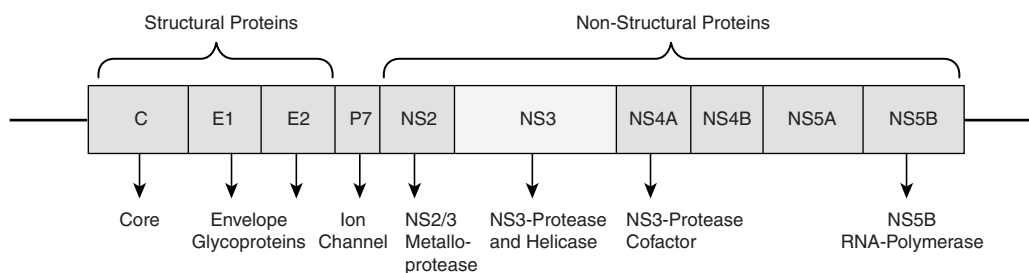 Structural Proteins
Non-Structural Proteins
C
E1
E2
P7
NS2
NS3
NS4A
NS4B
NS5A
NS5B
Core
Envelope
Glycoproteins
Ion
Channel
NS2/3
Metallo-
protease
NS3-Protease
and Helicase
NS3-Protease
Cofactor
NS5B
RNA-Polymerase